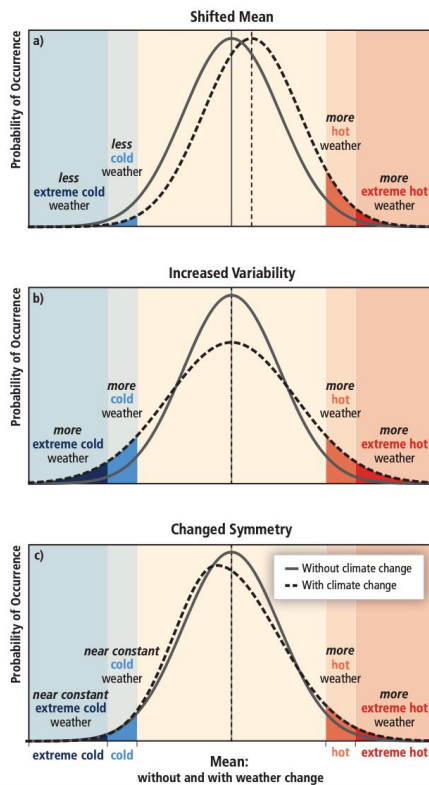 Shifted Mean
a)
Probability of Occurrence
less
extreme cold
weather
less
cold
weather
more
hot
weather
more
extreme hot
weather
Increased Variability
b)
Probability of Occurrence
more
extreme cold
weather
more
cold
weather
more
hot
weather
more
extreme hot
weather
Changed Symmetry
c)
Probability of Occurrence
Without climate change
With climate change
near constant
extreme cold
weather
near constant
cold
weather
more
hot
weather
more
extreme hot
weather
extreme cold
cold
hot
extreme hot
Mean:
without and with weather change